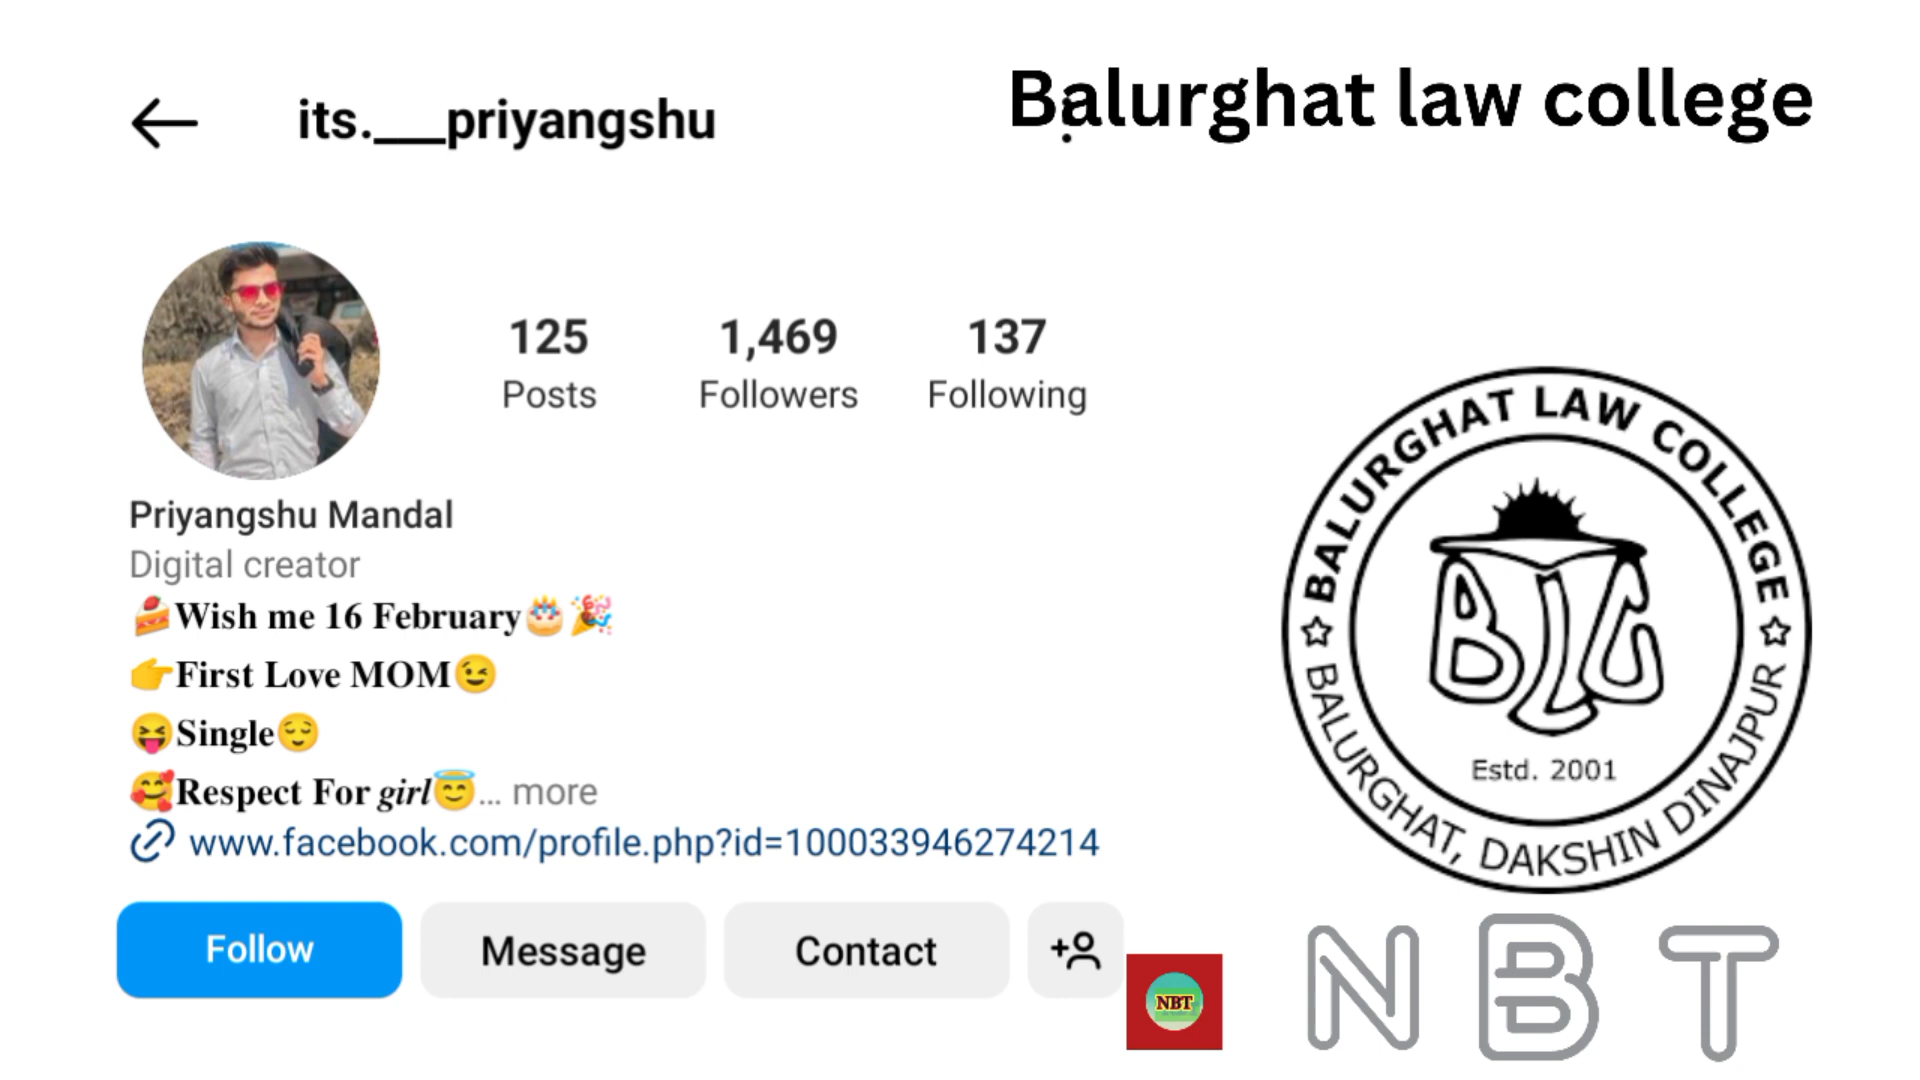 its.___priyangshu
Balurghat law college
125
Posts
1,469
Followers
137
Following
Priyangshu Mandal
Digital creator
🍰Wish me 16 February🎂🎉
👉First Love MOM😉
😝Single😌
🥰Respect For girl😇... more
www.facebook.com/profile.php?id=100033946274214
Follow
Message
Contact
BALURGHAT LAW COLLEGE
BLC
Estd. 2001
BALURGHAT, DAKSHIN DINAJPUR
NBT
N B T